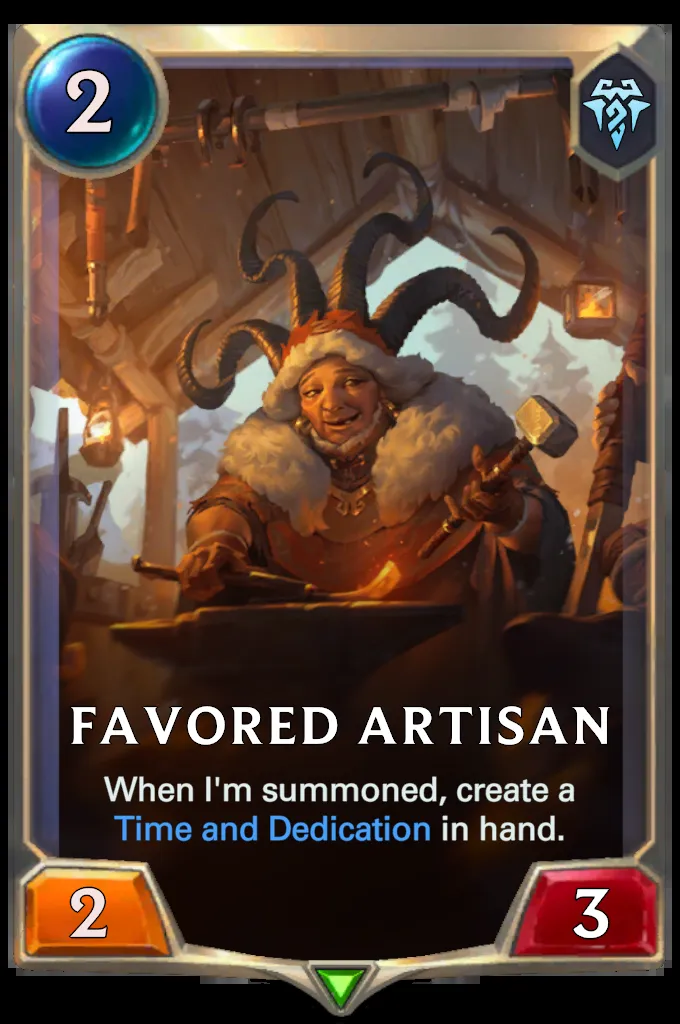 2
FAVORED ARTISAN
When I'm summoned, create a
Time and Dedication in hand.
2
3